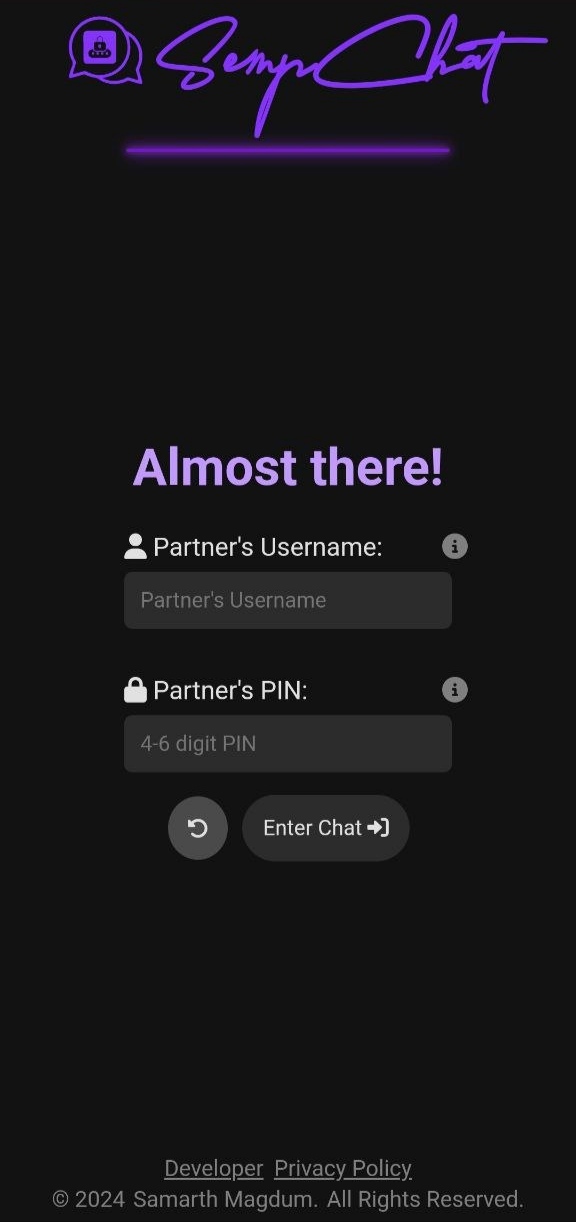 SempChat
Almost there!
Partner's Username:
Partner's Username
Partner's PIN:
4-6 digit PIN
Enter Chat
Developer Privacy Policy
© 2024 Samarth Magdum. All Rights Reserved.